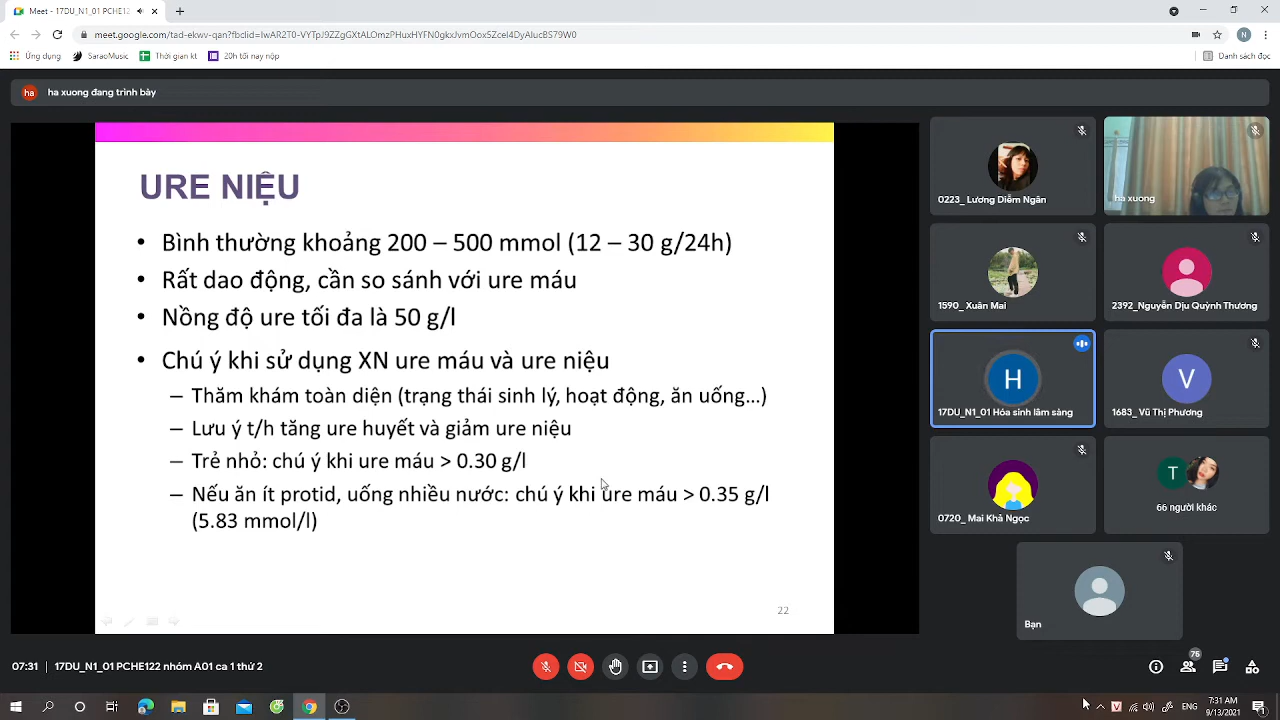 Meet - 17DU_N1_01 PCHE12
meet.google.com/tad-ekwv-qan?fbclid=IwAR2T0-VYTpJ9ZZgGXtALOmzPHuxHYFN0gkuJvmOoxSZceI4DyAlucBS79W0
N
Ứng dụng
SaraoMusic
Thời gian kt
20h tối nay nộp
Danh sách đọc
ha
ha xuong đang trình bày
URE NIỆU
• Bình thường khoảng 200 – 500 mmol (12 – 30 g/24h)
• Rất dao động, cần so sánh với ure máu
• Nồng độ ure tối đa là 50 g/l
• Chú ý khi sử dụng XN ure máu và ure niệu
– Thăm khám toàn diện (trạng thái sinh lý, hoạt động, ăn uống...)
– Lưu ý t/h tăng ure huyết và giảm ure niệu
– Trẻ nhỏ: chú ý khi ure máu > 0.30 g/l
– Nếu ăn ít protid, uống nhiều nước: chú ý khi ure máu > 0.35 g/l
(5.83 mmol/l)
22
0223_ Lường Diễm Ngân
ha xuong
1590_ Xuân Mai
2392_ Nguyễn Dịu Thương
H
17DU_N1_01 Hóa sinh lâm sàng
V
1683_ Vũ Thị Phương
0720_ Mai Khả Ngọc
T
66 người khác
Bạn
07:31 | 17DU_N1_01 PCHE122 nhóm A01 ca 1 thứ 2
75
7:31 AM
9/13/2021